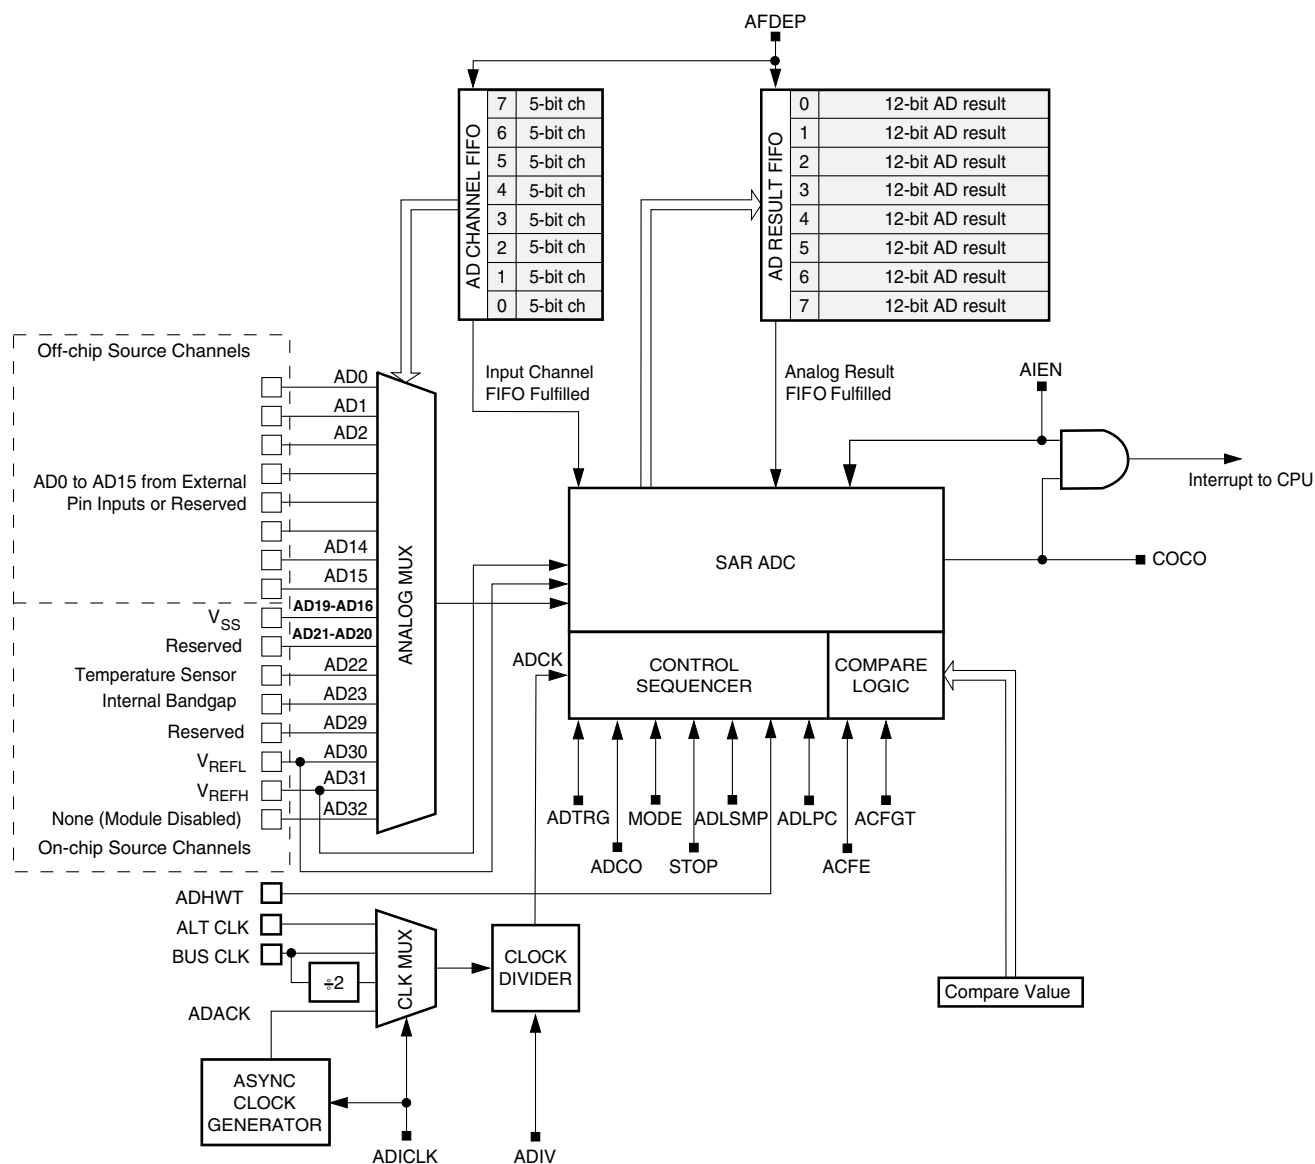 AFDEP
AD CHANNEL FIFO
7 5-bit ch
6 5-bit ch
5 5-bit ch
4 5-bit ch
3 5-bit ch
2 5-bit ch
1 5-bit ch
0 5-bit ch
AD RESULT FIFO
0 12-bit AD result
1 12-bit AD result
2 12-bit AD result
3 12-bit AD result
4 12-bit AD result
5 12-bit AD result
6 12-bit AD result
7 12-bit AD result
Off-chip Source Channels
Input Channel
FIFO Fulfilled
Analog Result
FIFO Fulfilled
AIEN
AD0
AD1
AD2
AD0 to AD15 from External
Pin Inputs or Reserved
AD14
AD15
ANALOG MUX
Interrupt to CPU
SAR ADC
COCO
VSS AD19-AD16
Reserved AD21-AD20
Temperature Sensor AD22
Internal Bandgap AD23
Reserved AD29
VREFL AD30
VREFH AD31
None (Module Disabled) AD32
On-chip Source Channels
ADCK
CONTROL
SEQUENCER
COMPARE
LOGIC
ADTRG
MODE
ADLSMP
ADLPC
ACFGT
ADCO
STOP
ACFE
ADHWT
ALT CLK
BUS CLK
÷2
CLK MUX
CLOCK
DIVIDER
Compare Value
ADACK
ASYNC
CLOCK
GENERATOR
ADICLK
ADIV